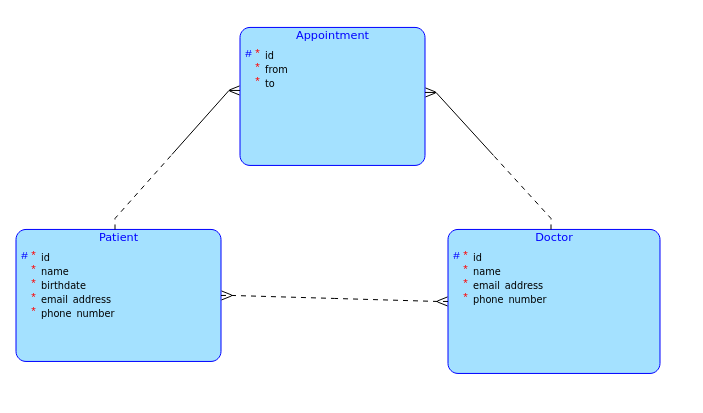 Appointment
# * id
* from
* to
Patient
# * id
* name
* birthdate
* email address
* phone number
Doctor
# * id
* name
* email address
* phone number